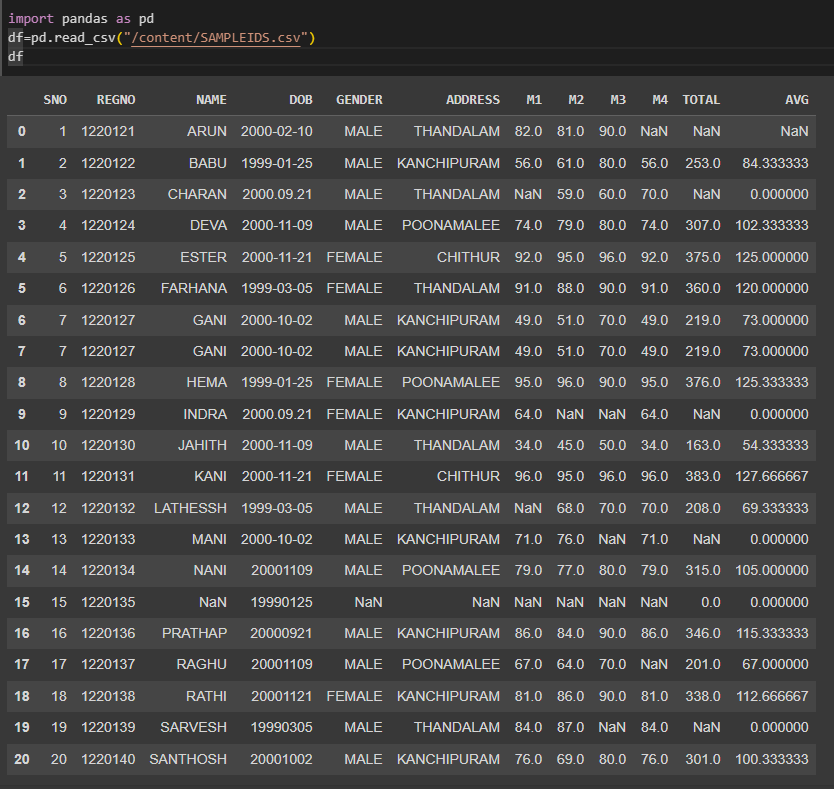 import pandas as pd
df=pd.read_csv("/content/SAMPLEIDS.csv")
df
SNO REGNO NAME DOB GENDER ADDRESS M1 M2 M3 M4 TOTAL AVG
0 1 1220121 ARUN 2000-02-10 MALE THANDALAM 82.0 81.0 90.0 NaN NaN NaN
1 2 1220122 BABU 1999-01-25 MALE KANCHIPURAM 56.0 61.0 80.0 56.0 253.0 84.333333
2 3 1220123 CHARAN 2000.09.21 MALE THANDALAM NaN 59.0 60.0 70.0 NaN 0.000000
3 4 1220124 DEVA 2000-11-09 MALE POONAMALEE 74.0 79.0 80.0 74.0 307.0 102.333333
4 5 1220125 ESTER 2000-11-21 FEMALE CHITHUR 92.0 95.0 96.0 92.0 375.0 125.000000
5 6 1220126 FARHANA 1999-03-05 FEMALE THANDALAM 91.0 88.0 90.0 91.0 360.0 120.000000
6 7 1220127 GANI 2000-10-02 MALE KANCHIPURAM 49.0 51.0 70.0 49.0 219.0 73.000000
7 7 1220127 GANI 2000-10-02 MALE KANCHIPURAM 49.0 51.0 70.0 49.0 219.0 73.000000
8 8 1220128 HEMA 1999-01-25 FEMALE POONAMALEE 95.0 96.0 90.0 95.0 376.0 125.333333
9 9 1220129 INDRA 2000.09.21 FEMALE KANCHIPURAM 64.0 NaN NaN 64.0 NaN 0.000000
10 10 1220130 JAHITH 2000-11-09 MALE THANDALAM 34.0 45.0 50.0 34.0 163.0 54.333333
11 11 1220131 KANI 2000-11-21 FEMALE CHITHUR 96.0 95.0 96.0 96.0 383.0 127.666667
12 12 1220132 LATHESSH 1999-03-05 MALE THANDALAM NaN 68.0 70.0 70.0 208.0 69.333333
13 13 1220133 MANI 2000-10-02 MALE KANCHIPURAM 71.0 76.0 NaN 71.0 NaN 0.000000
14 14 1220134 NANI 20001109 MALE POONAMALEE 79.0 77.0 80.0 79.0 315.0 105.000000
15 15 1220135 NaN 19990125 NaN NaN NaN NaN NaN NaN 0.0 0.000000
16 16 1220136 PRATHAP 20000921 MALE KANCHIPURAM 86.0 84.0 90.0 86.0 346.0 115.333333
17 17 1220137 RAGHU 20001109 MALE POONAMALEE 67.0 64.0 70.0 NaN 201.0 67.000000
18 18 1220138 RATHI 20001121 FEMALE KANCHIPURAM 81.0 86.0 90.0 81.0 338.0 112.666667
19 19 1220139 SARVESH 19990305 MALE THANDALAM 84.0 87.0 NaN 84.0 NaN 0.000000
20 20 1220140 SANTHOSH 20001002 MALE KANCHIPURAM 76.0 69.0 80.0 76.0 301.0 100.333333